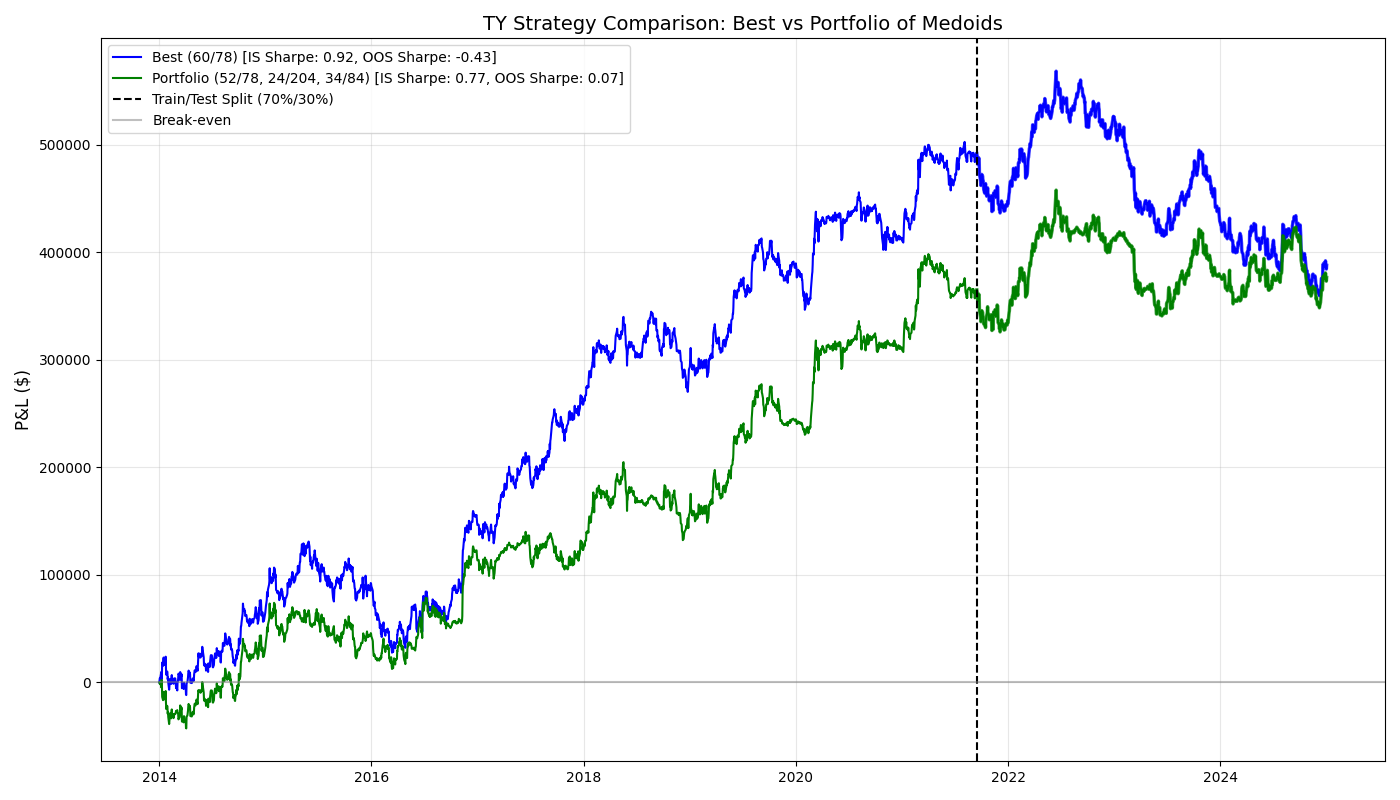 TY Strategy Comparison: Best vs Portfolio of Medoids
Best (60/78) [IS Sharpe: 0.92, OOS Sharpe: -0.43]
Portfolio (52/78, 24/204, 34/84) [IS Sharpe: 0.77, OOS Sharpe: 0.07]
Train/Test Split (70%/30%)
Break-even
P&L ($)
500000
400000
300000
200000
100000
0
2014
2016
2018
2020
2022
2024